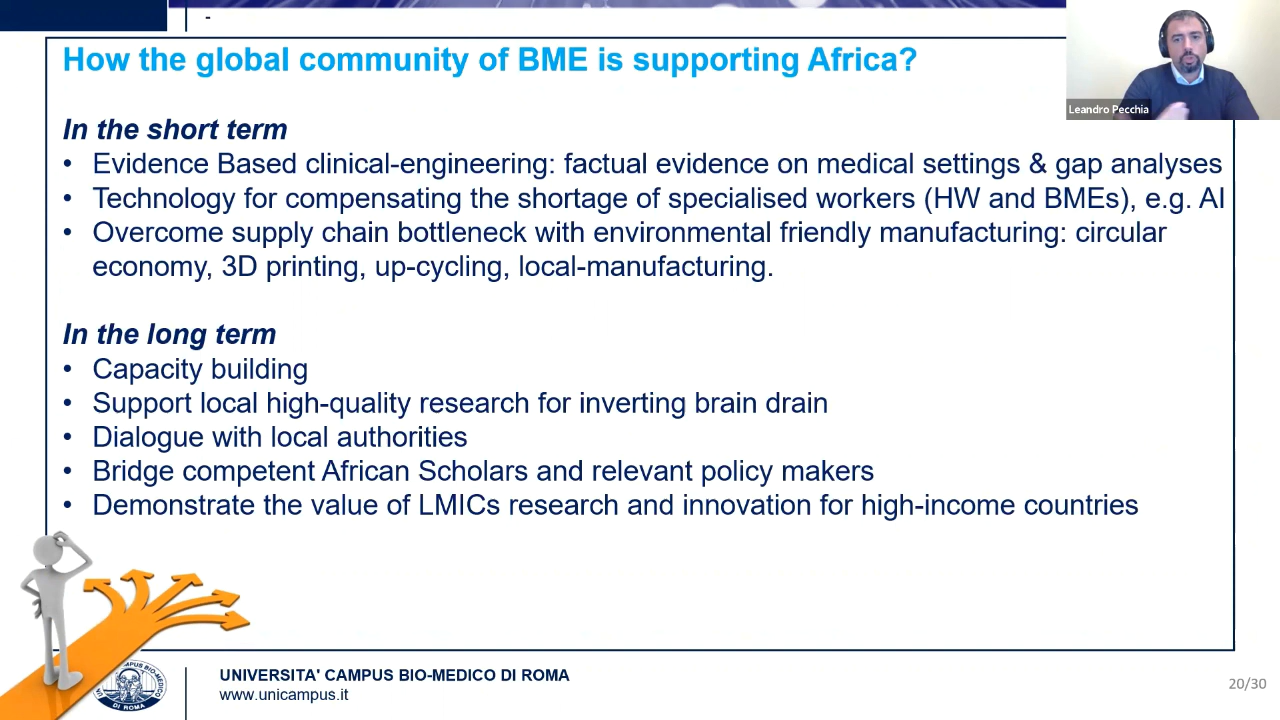 -
How the global community of BME is supporting Africa?
Leandro Pecchia
In the short term
• Evidence Based clinical-engineering: factual evidence on medical settings & gap analyses
• Technology for compensating the shortage of specialised workers (HW and BMEs), e.g. AI
• Overcome supply chain bottleneck with environmental friendly manufacturing: circular
economy, 3D printing, up-cycling, local-manufacturing.
In the long term
• Capacity building
• Support local high-quality research for inverting brain drain
• Dialogue with local authorities
• Bridge competent African Scholars and relevant policy makers
• Demonstrate the value of LMICs research and innovation for high-income countries
DI ROMA
UNIVERSITA' CAMPUS BIO-MEDICO DI ROMA
www.unicampus.it
20/30